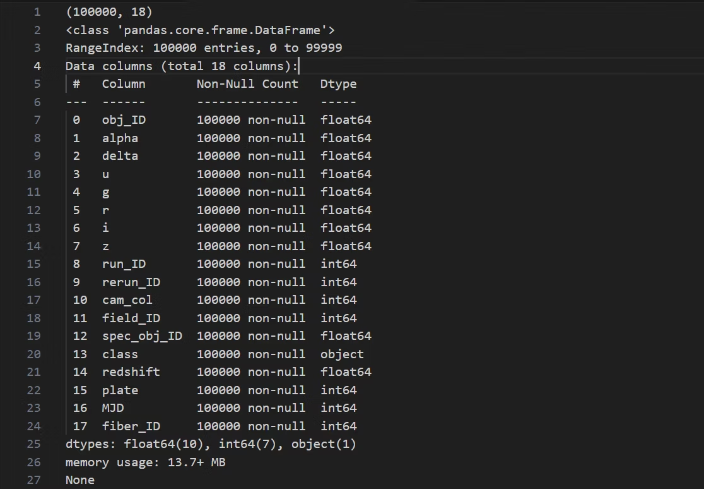 1 (100000, 18)
2 <class 'pandas.core.frame.DataFrame'>
3 RangeIndex: 100000 entries, 0 to 99999
4 Data columns (total 18 columns):
5 #   Column       Non-Null Count   Dtype
6 ---  ------       --------------   -----
7 0   obj_ID       100000 non-null  float64
8 1   alpha        100000 non-null  float64
9 2   delta        100000 non-null  float64
10 3   u            100000 non-null  float64
11 4   g            100000 non-null  float64
12 5   r            100000 non-null  float64
13 6   i            100000 non-null  float64
14 7   z            100000 non-null  float64
15 8   run_ID       100000 non-null  int64
16 9   rerun_ID     100000 non-null  int64
17 10  cam_col      100000 non-null  int64
18 11  field_ID     100000 non-null  int64
19 12  spec_obj_ID  100000 non-null  float64
20 13  class        100000 non-null  object
21 14  redshift     100000 non-null  float64
22 15  plate        100000 non-null  int64
23 16  MJD          100000 non-null  int64
24 17  fiber_ID     100000 non-null  int64
25 dtypes: float64(10), int64(7), object(1)
26 memory usage: 13.7+ MB
27 None